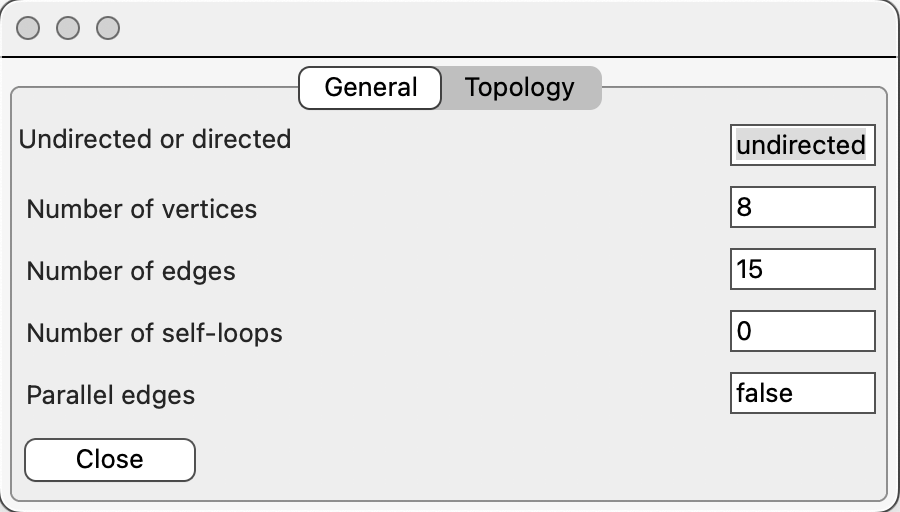 General Topology
Undirected or directed undirected
Number of vertices 8
Number of edges 15
Number of self-loops 0
Parallel edges false
Close